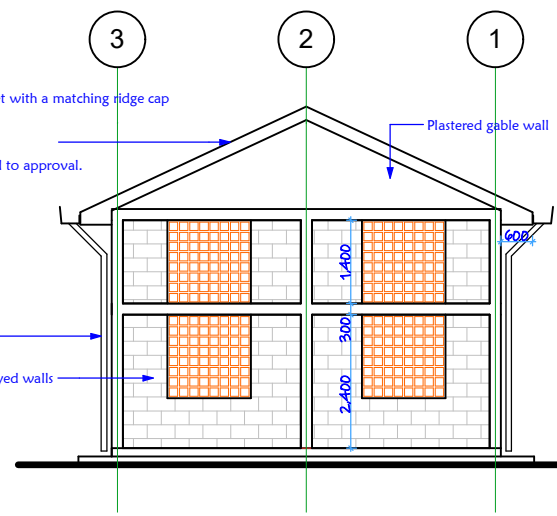 3
2
1
t with a matching ridge cap
Plastered gable wall
to approval.
600
1,400
300
2,400
yed walls